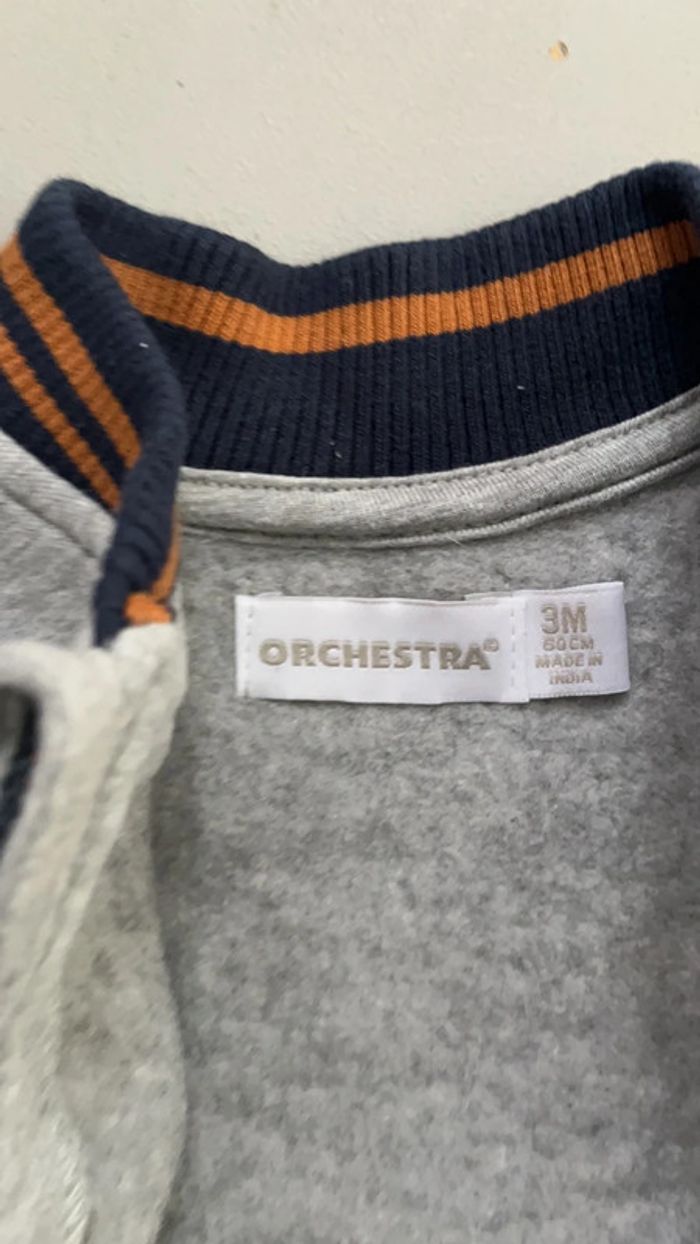 ORCHESTRA®
3M
60CM
MADE IN
INDIA